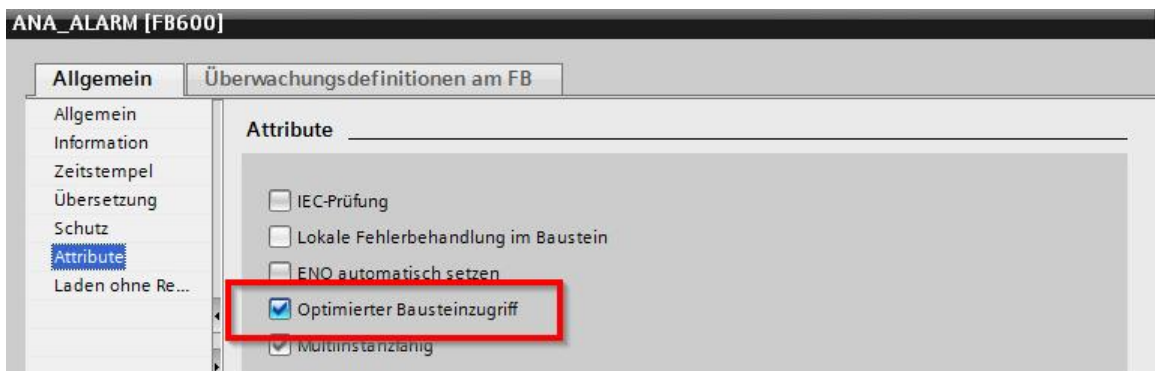 ANA_ALARM [FB600]
Allgemein
Überwachungsdefinitionen am FB
Allgemein
Information
Zeitstempel
Übersetzung
Schutz
Attribute
Laden ohne Re...
Attribute
IEC-Prüfung
Lokale Fehlerbehandlung im Baustein
ENO automatisch setzen
Optimierter Bausteinzugriff
Multiinstanzfähig